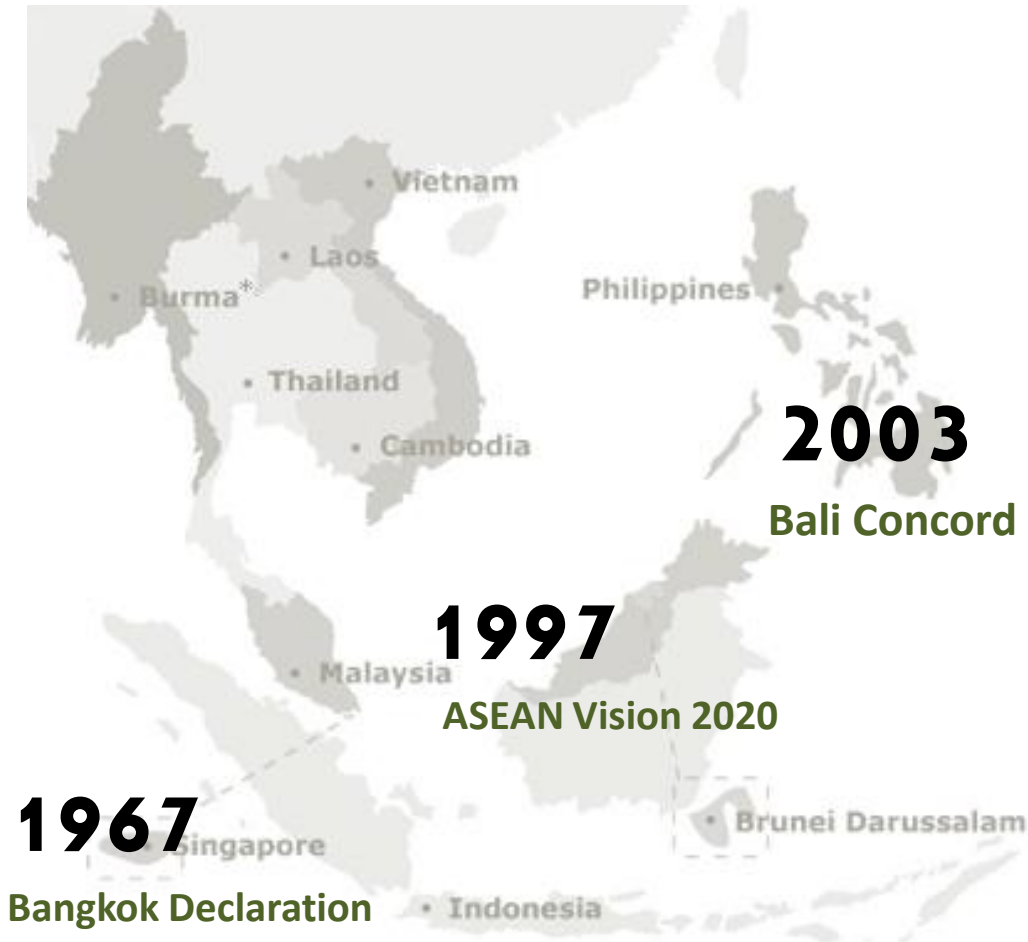 Vietnam
Laos
Burma*
Philippines
Thailand
2003
Cambodia
Bali Concord
1997
Malaysia
ASEAN Vision 2020
1967
Brunei Darussalam
Singapore
Bangkok Declaration
Indonesia